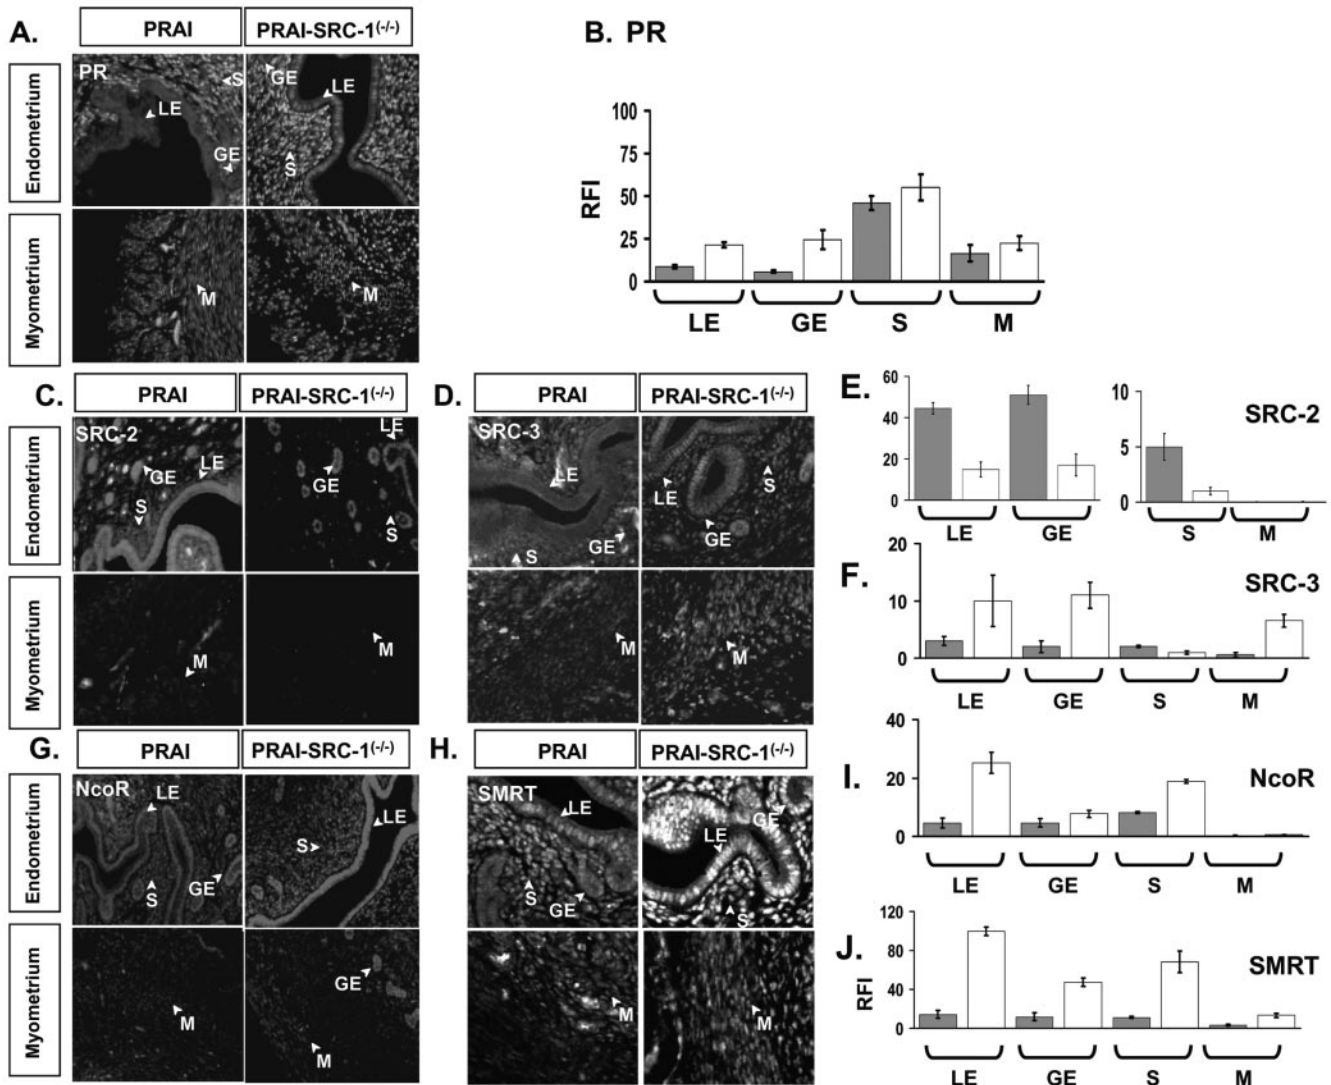 A.
PRAI
PRAI-SRC-1(-/-)
Endometrium
PR
S
LE
GE
GE
LE
S
Myometrium
M
M
B. PR
RFI
100
75
50
25
0
LE
GE
S
M
C.
PRAI
PRAI-SRC-1(-/-)
Endometrium
SRC-2
GE
LE
S
LE
GE
S
Myometrium
M
M
D.
PRAI
PRAI-SRC-1(-/-)
SRC-3
LE
GE
S
LE
S
GE
M
M
E.
SRC-2
60
40
20
0
LE
GE
10
5
0
S
M
F.
SRC-3
20
10
0
LE
GE
S
M
G.
PRAI
PRAI-SRC-1(-/-)
Endometrium
NcoR
LE
S
GE
S
LE
Myometrium
M
GE
M
H.
PRAI
PRAI-SRC-1(-/-)
SMRT
LE
S
GE
GE
LE
S
M
M
I.
NcoR
40
20
0
LE
GE
S
M
J.
SMRT
RFI
120
80
40
0
LE
GE
S
M